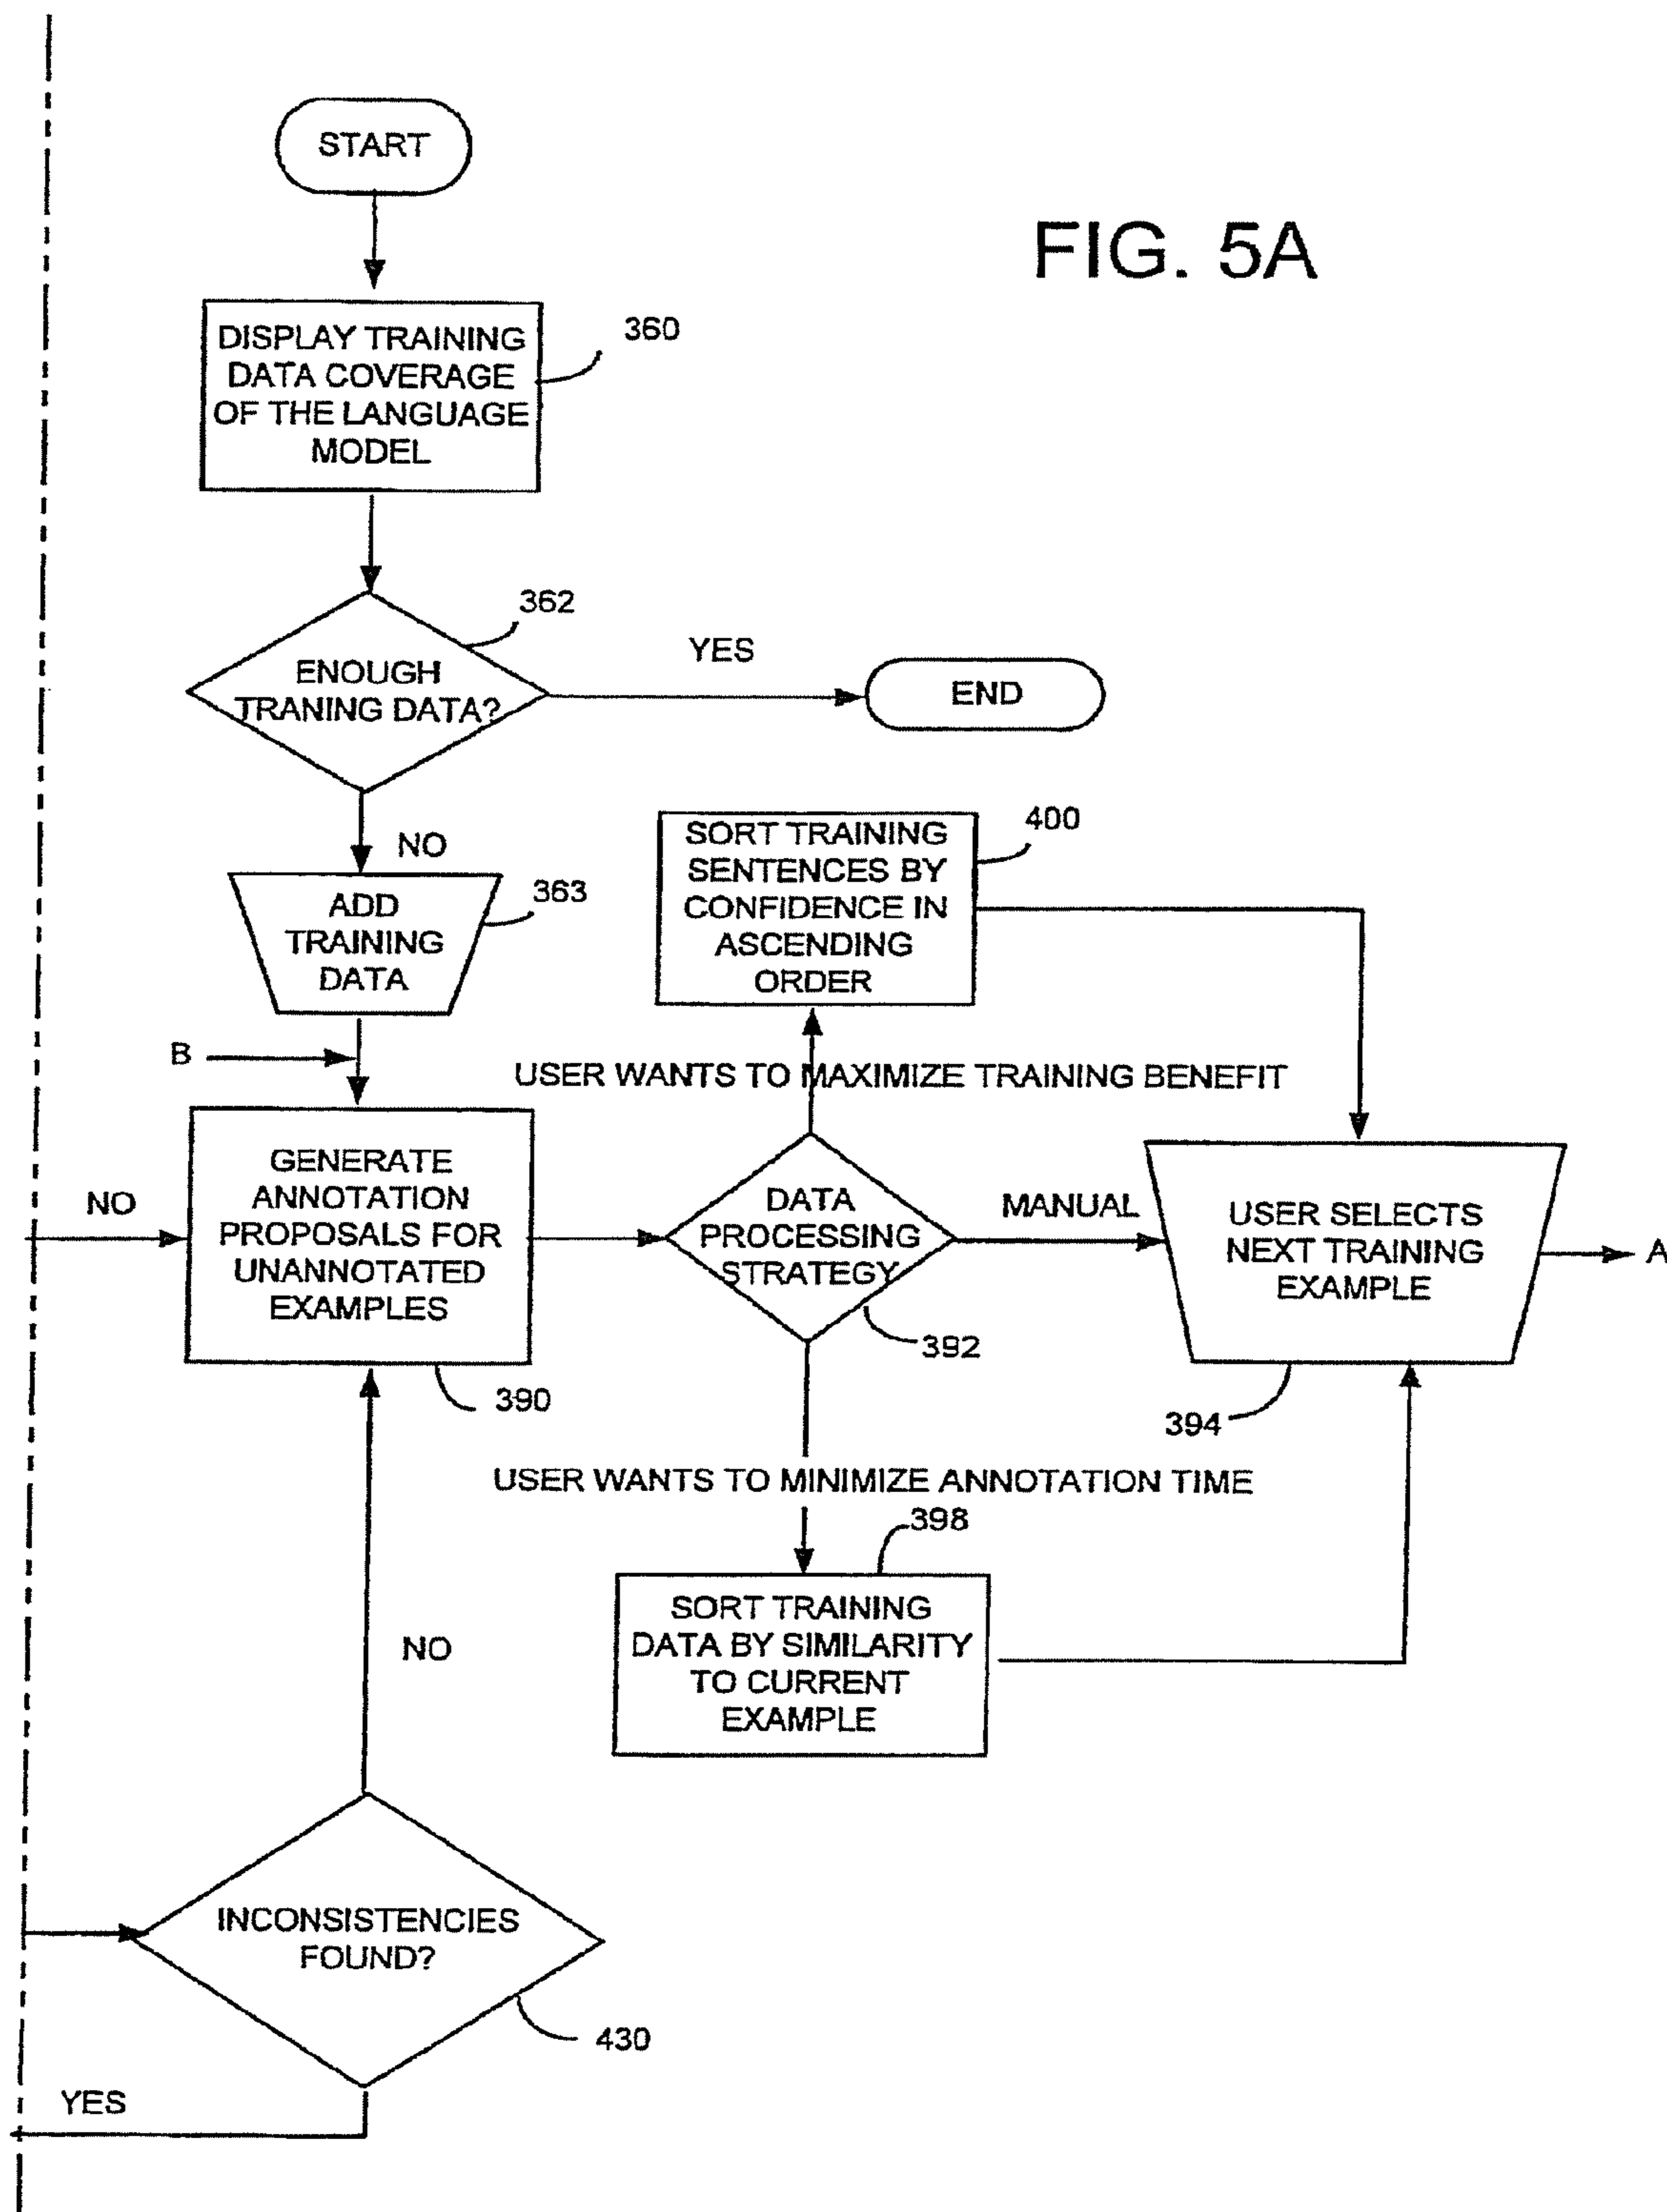 START
FIG. 5A
DISPLAY TRAINING
DATA COVERAGE
OF THE LANGUAGE
MODEL
360
362
ENOUGH
TRANING DATA?
YES
END
NO
ADD
TRAINING
DATA
363
SORT TRAINING
SENTENCES BY
CONFIDENCE IN
ASCENDING
ORDER
400
B
USER WANTS TO MAXIMIZE TRAINING BENEFIT
NO
GENERATE
ANNOTATION
PROPOSALS FOR
UNANNOTATED
EXAMPLES
390
DATA
PROCESSING
STRATEGY
392
MANUAL
USER SELECTS
NEXT TRAINING
EXAMPLE
394
A
USER WANTS TO MINIMIZE ANNOTATION TIME
398
SORT TRAINING
DATA BY SIMILARITY
TO CURRENT
EXAMPLE
NO
INCONSISTENCIES
FOUND?
430
YES